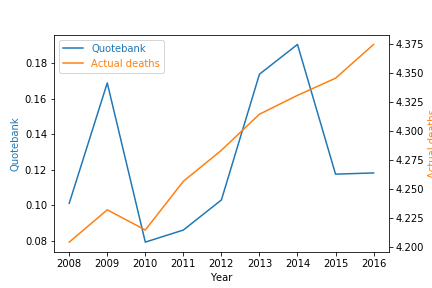 Quotebank
Actual deaths
0.18
0.16
0.14
0.12
0.10
0.08
Quotebank
4.375
4.350
4.325
4.300
4.275
4.250
4.225
4.200
Actual deaths
2008 2009 2010 2011 2012 2013 2014 2015 2016
Year